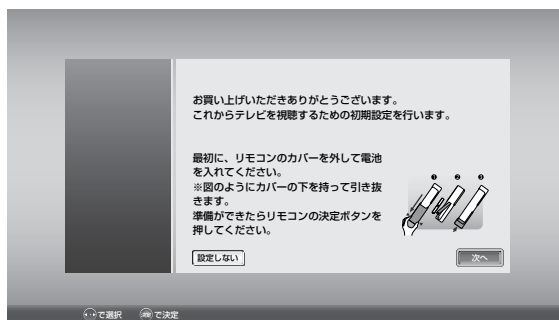 お買い上げいただきありがとうございます。
これからテレビを視聴するための初期設定を行います。
最初に、リモコンのカバーを外して電池
を入れてください。
※図のようにカバーの下を持って引き抜
きます。
準備ができたらリモコンの決定ボタンを
押してください。
❶ ❷ ❸
設定しない
次へ
で選択 決定 で決定